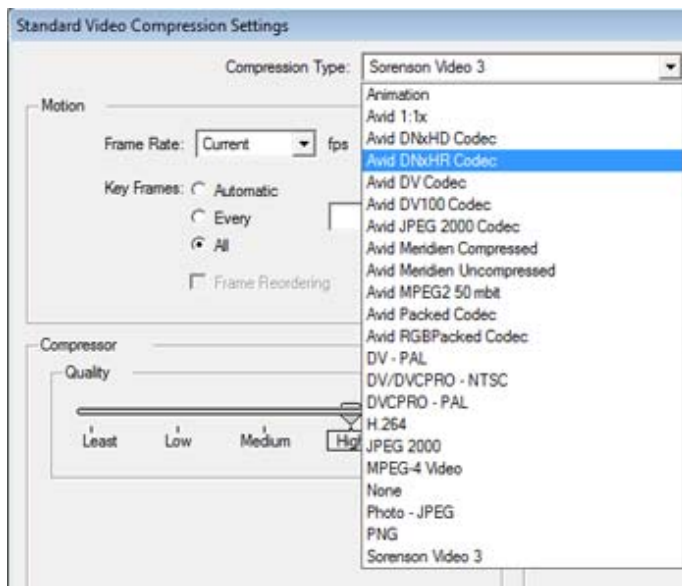 Standard Video Compression Settings
Compression Type: Sorenson Video 3
Motion
Frame Rate: Current fps
Key Frames: Automatic
Every
All
Frame Reordering
Compressor
Quality
Least Low Medium High
Animation
Avid 1:1x
Avid DNxHD Codec
Avid DNxHR Codec
Avid DV Codec
Avid DV100 Codec
Avid JPEG 2000 Codec
Avid Meridien Compressed
Avid Meridien Uncompressed
Avid MPEG2 50 mbit
Avid Packed Codec
Avid RGBPacked Codec
DV - PAL
DV/DVCPRO - NTSC
DVCPRO - PAL
H.264
JPEG 2000
MPEG-4 Video
None
Photo - JPEG
PNG
Sorenson Video 3